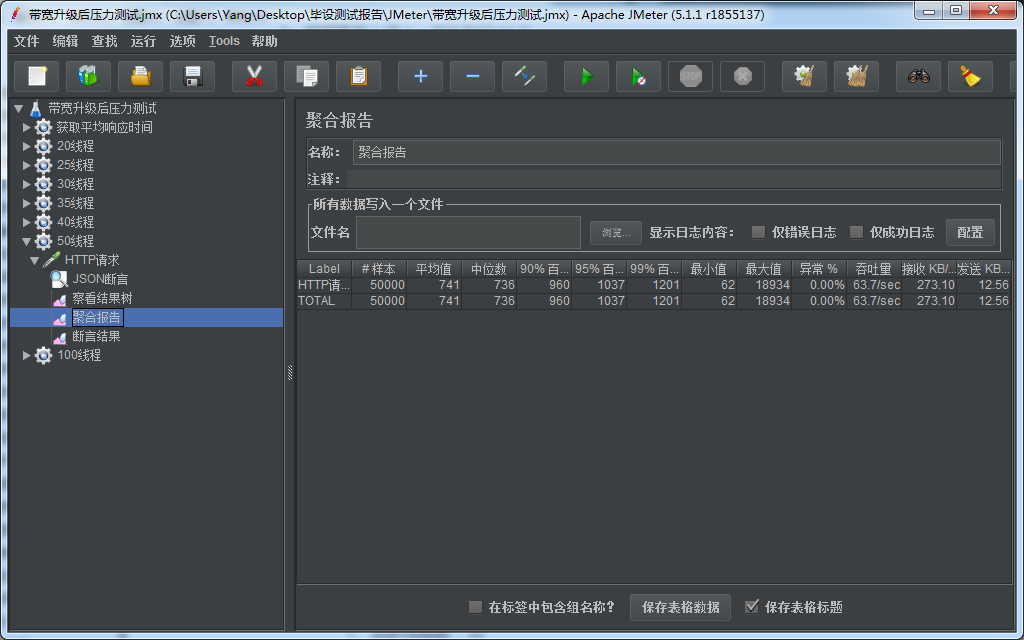 带宽升级后压力测试.jmx (C:\Users\Yang\Desktop\毕设测试报告\JMeter\带宽升级后压力测试.jmx) - Apache JMeter (5.1.1 r1855137)
文件 编辑 查找 运行 选项 Tools 帮助
STOP
带宽升级后压力测试
获取平均响应时间
20线程
25线程
30线程
35线程
40线程
50线程
HTTP请求
JSON断言
察看结果树
聚合报告
断言结果
100线程
聚合报告
名称： 聚合报告
注释：
所有数据写入一个文件
文件名 浏览... 显示日志内容： 仅错误日志 仅成功日志 配置
Label # 样本 平均值 中位数 90% 百... 95% 百... 99% 百... 最小值 最大值 异常 % 吞吐量 接收 KB/... 发送 KB...
HTTP请... 50000 741 736 960 1037 1201 62 18934 0.00% 63.7/sec 273.10 12.56
TOTAL 50000 741 736 960 1037 1201 62 18934 0.00% 63.7/sec 273.10 12.56
在标签中包含组名称？ 保存表格数据 保存表格标题